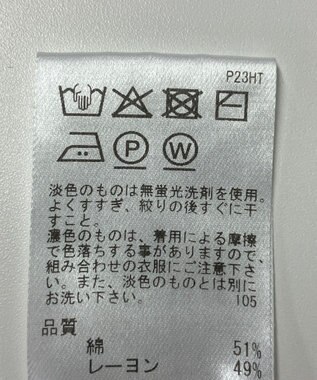 P23HT
P
W
淡色のものは無蛍光洗剤を使用。
よくすすぎ、絞りの後すぐに干
すこと。
濃色のものは、着用による摩擦
で色落ちする事がありますので、
組み合わせの衣服にご注意下さ
い。また、淡色のものとは別に
お洗い下さい。 105
品質
綿 51%
レーヨン 49%